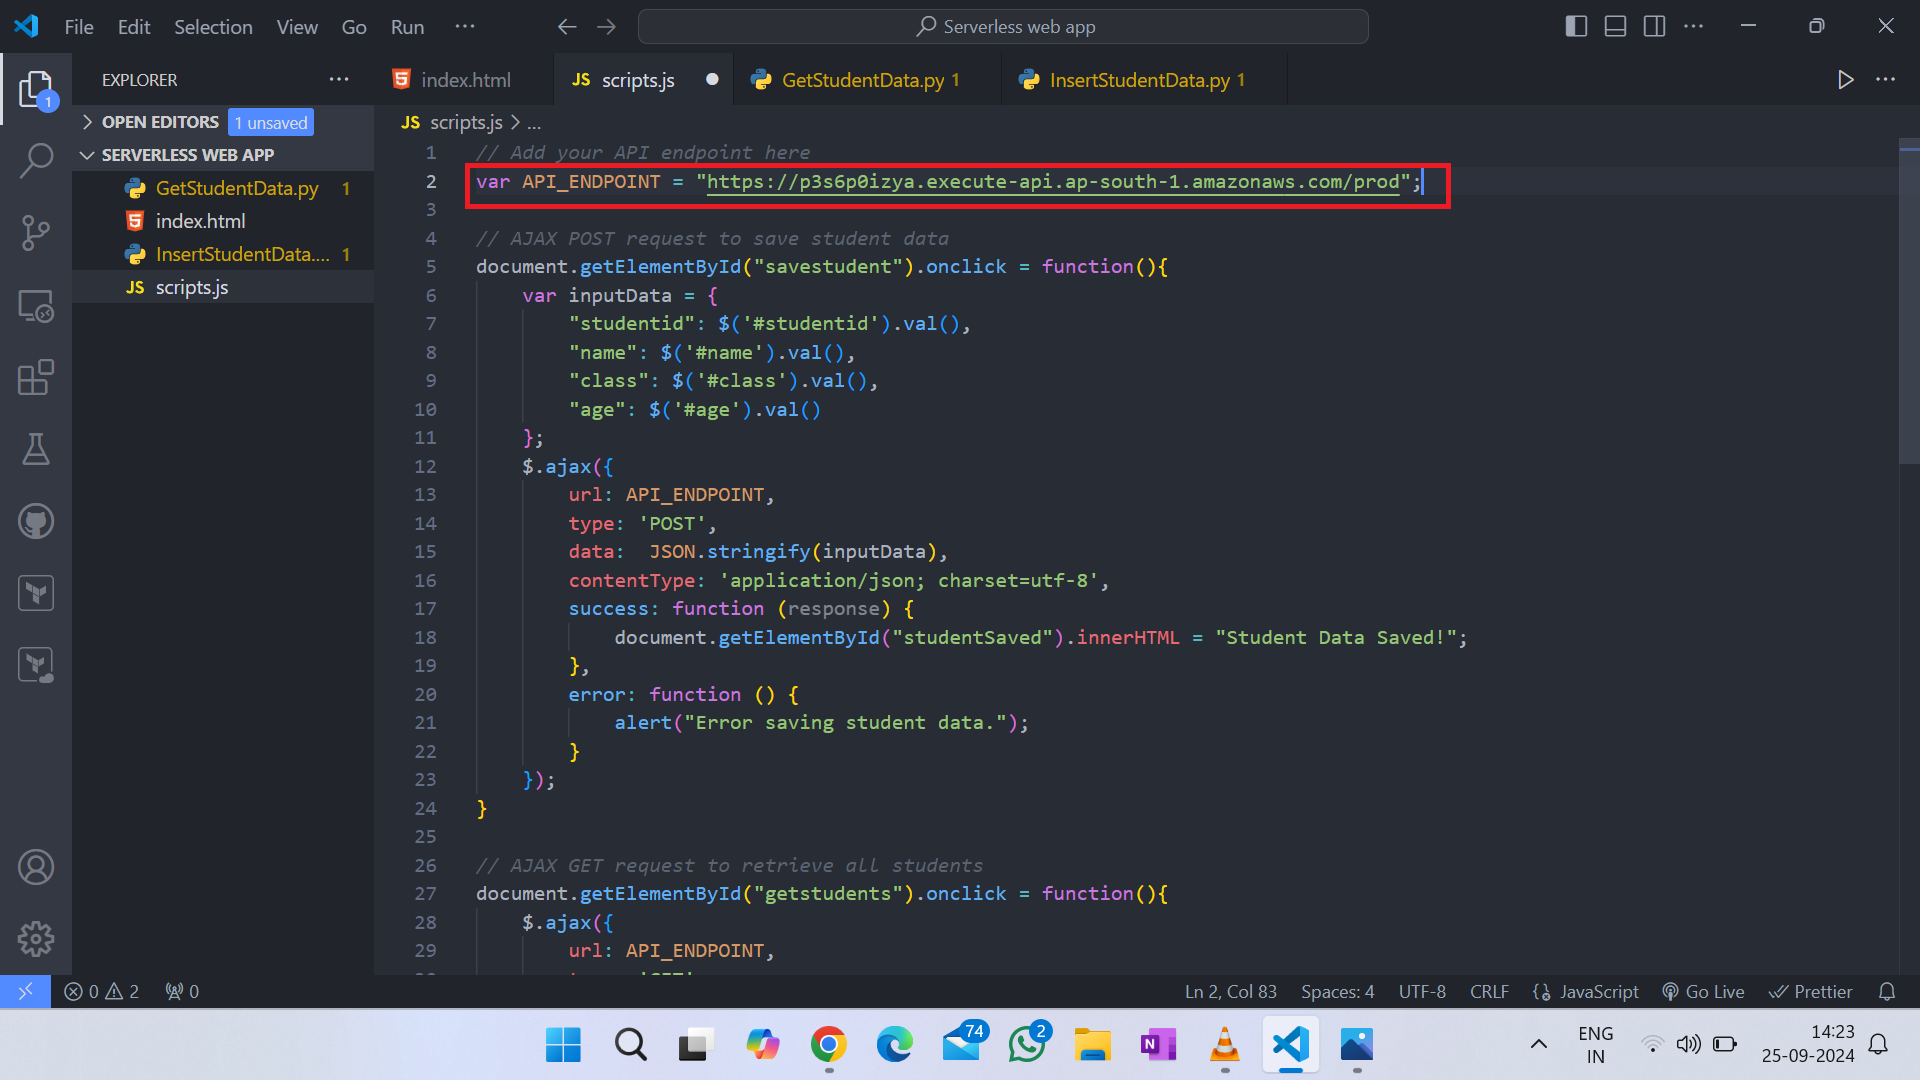 File Edit Selection View Go Run ··· Serverless web app
EXPLORER
index.html
JS scripts.js
GetStudentData.py 1
InsertStudentData.py 1
OPEN EDITORS 1 unsaved
SERVERLESS WEB APP
GetStudentData.py 1
index.html
InsertStudentData.... 1
JS scripts.js
1
JS scripts.js > ...
1 // Add your API endpoint here
2 var API_ENDPOINT = "https://p3s6p0izya.execute-api.ap-south-1.amazonaws.com/prod";
3
4 // AJAX POST request to save student data
5 document.getElementById("savestudent").onclick = function(){
6     var inputData = {
7         "studentid": $('#studentid').val(),
8         "name": $('#name').val(),
9         "class": $('#class').val(),
10         "age": $('#age').val()
11     };
12     $.ajax({
13         url: API_ENDPOINT,
14         type: 'POST',
15         data:  JSON.stringify(inputData),
16         contentType: 'application/json; charset=utf-8',
17         success: function (response) {
18             document.getElementById("studentSaved").innerHTML = "Student Data Saved!";
19         },
20         error: function () {
21             alert("Error saving student data.");
22         }
23     });
24 }
25
26 // AJAX GET request to retrieve all students
27 document.getElementById("getstudents").onclick = function(){
28     $.ajax({
29         url: API_ENDPOINT,
0 2 0 Ln 2, Col 83 Spaces: 4 UTF-8 CRLF JavaScript Go Live Prettier
74
2
N
ENG
IN
14:23
25-09-2024